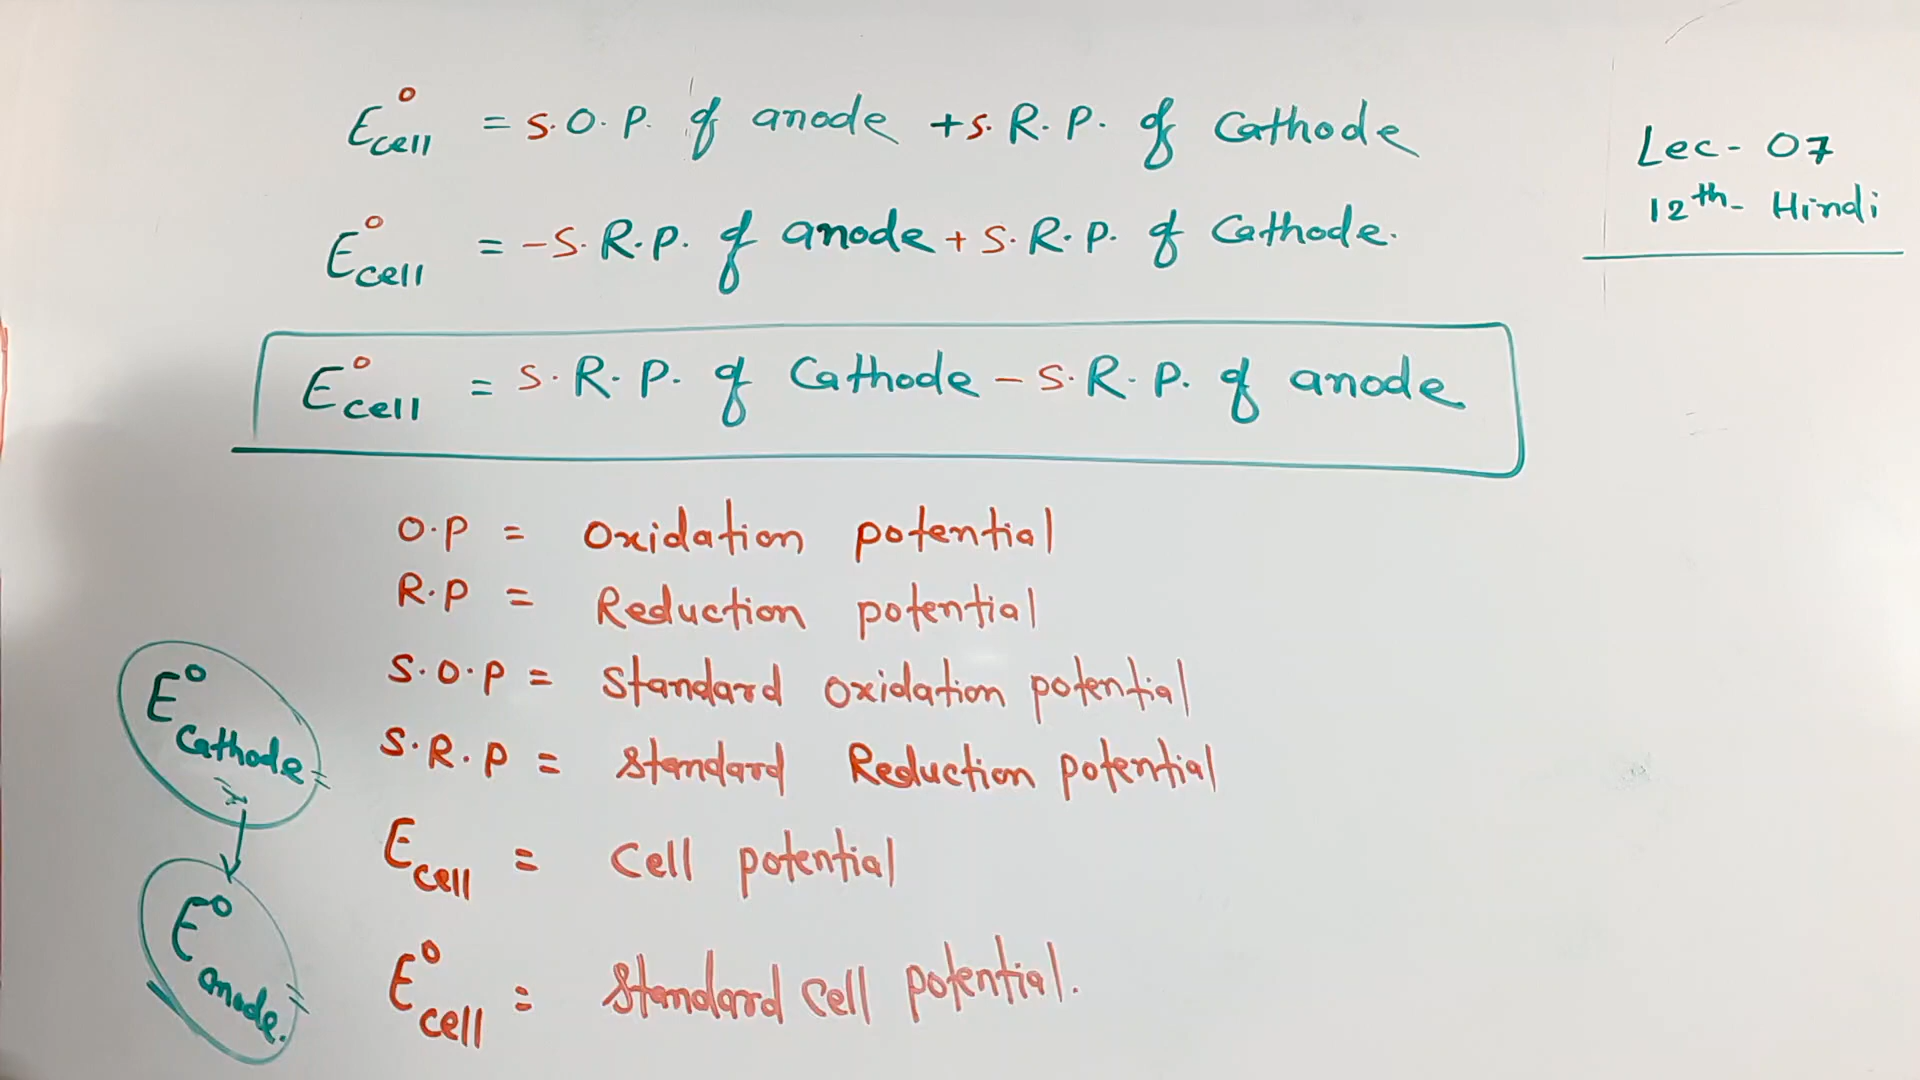 E°cell = S.O.P. of anode + S.R.P. of Cathode
E°cell = -S.R.P. of anode + S.R.P. of Cathode.
E°cell = S.R.P. of Cathode - S.R.P. of anode
Lec- 07
12th- Hindi
O.P = Oxidation potential
R.P = Reduction potential
S.O.P = Standard oxidation potential
S.R.P = Standard Reduction potential
Ecell = Cell potential
E°cell = Standard cell potential.
E°Cathode
E°anode.